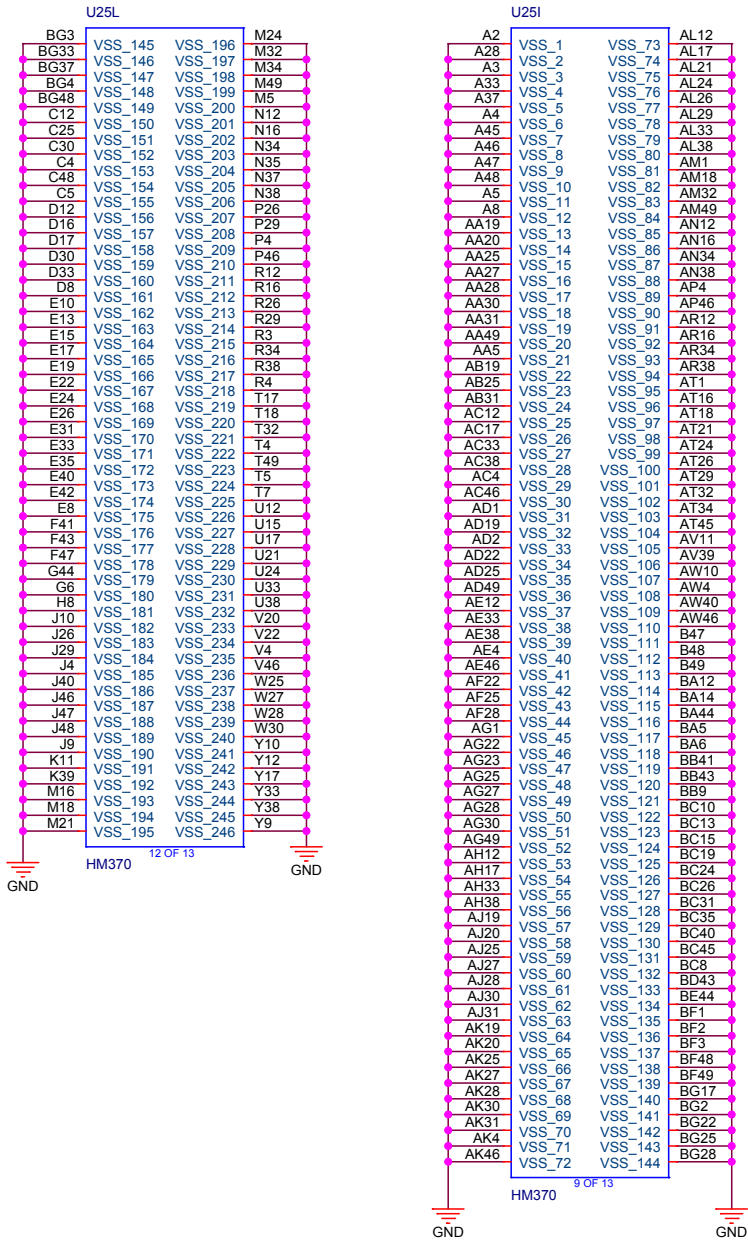 U25L
BG3 VSS_145 VSS_196 M24
BG33 VSS_146 VSS_197 M32
BG37 VSS_147 VSS_198 M34
BG4 VSS_148 VSS_199 M49
BG48 VSS_149 VSS_200 M5
C12 VSS_150 VSS_201 N12
C25 VSS_151 VSS_202 N16
C30 VSS_152 VSS_203 N34
C4 VSS_153 VSS_204 N35
C48 VSS_154 VSS_205 N37
C5 VSS_155 VSS_206 N38
D12 VSS_156 VSS_207 P26
D16 VSS_157 VSS_208 P29
D17 VSS_158 VSS_209 P4
D30 VSS_159 VSS_210 P46
D33 VSS_160 VSS_211 R12
D8 VSS_161 VSS_212 R16
E10 VSS_162 VSS_213 R26
E13 VSS_163 VSS_214 R29
E15 VSS_164 VSS_215 R3
E17 VSS_165 VSS_216 R34
E19 VSS_166 VSS_217 R38
E22 VSS_167 VSS_218 R4
E24 VSS_168 VSS_219 T17
E26 VSS_169 VSS_220 T18
E31 VSS_170 VSS_221 T32
E33 VSS_171 VSS_222 T4
E35 VSS_172 VSS_223 T49
E40 VSS_173 VSS_224 T5
E42 VSS_174 VSS_225 T7
E8 VSS_175 VSS_226 U12
F41 VSS_176 VSS_227 U15
F43 VSS_177 VSS_228 U17
F47 VSS_178 VSS_229 U21
G44 VSS_179 VSS_230 U24
G6 VSS_180 VSS_231 U33
H8 VSS_181 VSS_232 U38
J10 VSS_182 VSS_233 V20
J26 VSS_183 VSS_234 V22
J29 VSS_184 VSS_235 V4
J4 VSS_185 VSS_236 V46
J40 VSS_186 VSS_237 W25
J46 VSS_187 VSS_238 W27
J47 VSS_188 VSS_239 W28
J48 VSS_189 VSS_240 W30
J9 VSS_190 VSS_241 Y10
K11 VSS_191 VSS_242 Y12
K39 VSS_192 VSS_243 Y17
M16 VSS_193 VSS_244 Y33
M18 VSS_194 VSS_245 Y38
M21 VSS_195 VSS_246 Y9
12 OF 13
HM370
GND
GND
U25I
A2 VSS_1 VSS_73 AL12
A28 VSS_2 VSS_74 AL17
A3 VSS_3 VSS_75 AL21
A33 VSS_4 VSS_76 AL24
A37 VSS_5 VSS_77 AL26
A4 VSS_6 VSS_78 AL29
A45 VSS_7 VSS_79 AL33
A46 VSS_8 VSS_80 AL38
A47 VSS_9 VSS_81 AM1
A48 VSS_10 VSS_82 AM18
A5 VSS_11 VSS_83 AM32
A8 VSS_12 VSS_84 AM49
AA19 VSS_13 VSS_85 AN12
AA20 VSS_14 VSS_86 AN16
AA25 VSS_15 VSS_87 AN34
AA27 VSS_16 VSS_88 AN38
AA28 VSS_17 VSS_89 AP4
AA30 VSS_18 VSS_90 AP46
AA31 VSS_19 VSS_91 AR12
AA49 VSS_20 VSS_92 AR16
AA5 VSS_21 VSS_93 AR34
AB19 VSS_22 VSS_94 AR38
AB25 VSS_23 VSS_95 AT1
AB31 VSS_24 VSS_96 AT16
AC12 VSS_25 VSS_97 AT18
AC17 VSS_26 VSS_98 AT21
AC33 VSS_27 VSS_99 AT24
AC38 VSS_28 VSS_100 AT26
AC4 VSS_29 VSS_101 AT29
AC46 VSS_30 VSS_102 AT32
AD1 VSS_31 VSS_103 AT34
AD19 VSS_32 VSS_104 AT45
AD2 VSS_33 VSS_105 AV11
AD22 VSS_34 VSS_106 AV39
AD25 VSS_35 VSS_107 AW10
AD49 VSS_36 VSS_108 AW4
AE12 VSS_37 VSS_109 AW40
AE33 VSS_38 VSS_110 AW46
AE38 VSS_39 VSS_111 B47
AE4 VSS_40 VSS_112 B48
AE46 VSS_41 VSS_113 B49
AF22 VSS_42 VSS_114 BA12
AF25 VSS_43 VSS_115 BA14
AF28 VSS_44 VSS_116 BA44
AG1 VSS_45 VSS_117 BA5
AG22 VSS_46 VSS_118 BA6
AG23 VSS_47 VSS_119 BB41
AG25 VSS_48 VSS_120 BB43
AG27 VSS_49 VSS_121 BB9
AG28 VSS_50 VSS_122 BC10
AG30 VSS_51 VSS_123 BC13
AG49 VSS_52 VSS_124 BC15
AH12 VSS_53 VSS_125 BC19
AH17 VSS_54 VSS_126 BC24
AH33 VSS_55 VSS_127 BC26
AH38 VSS_56 VSS_128 BC31
AJ19 VSS_57 VSS_129 BC35
AJ20 VSS_58 VSS_130 BC40
AJ25 VSS_59 VSS_131 BC45
AJ27 VSS_60 VSS_132 BC8
AJ28 VSS_61 VSS_133 BD43
AJ30 VSS_62 VSS_134 BE44
AJ31 VSS_63 VSS_135 BF1
AK19 VSS_64 VSS_136 BF2
AK20 VSS_65 VSS_137 BF3
AK25 VSS_66 VSS_138 BF48
AK27 VSS_67 VSS_139 BF49
AK28 VSS_68 VSS_140 BG17
AK30 VSS_69 VSS_141 BG2
AK31 VSS_70 VSS_142 BG22
AK4 VSS_71 VSS_143 BG25
AK46 VSS_72 VSS_144 BG28
9 OF 13
HM370
GND
GND